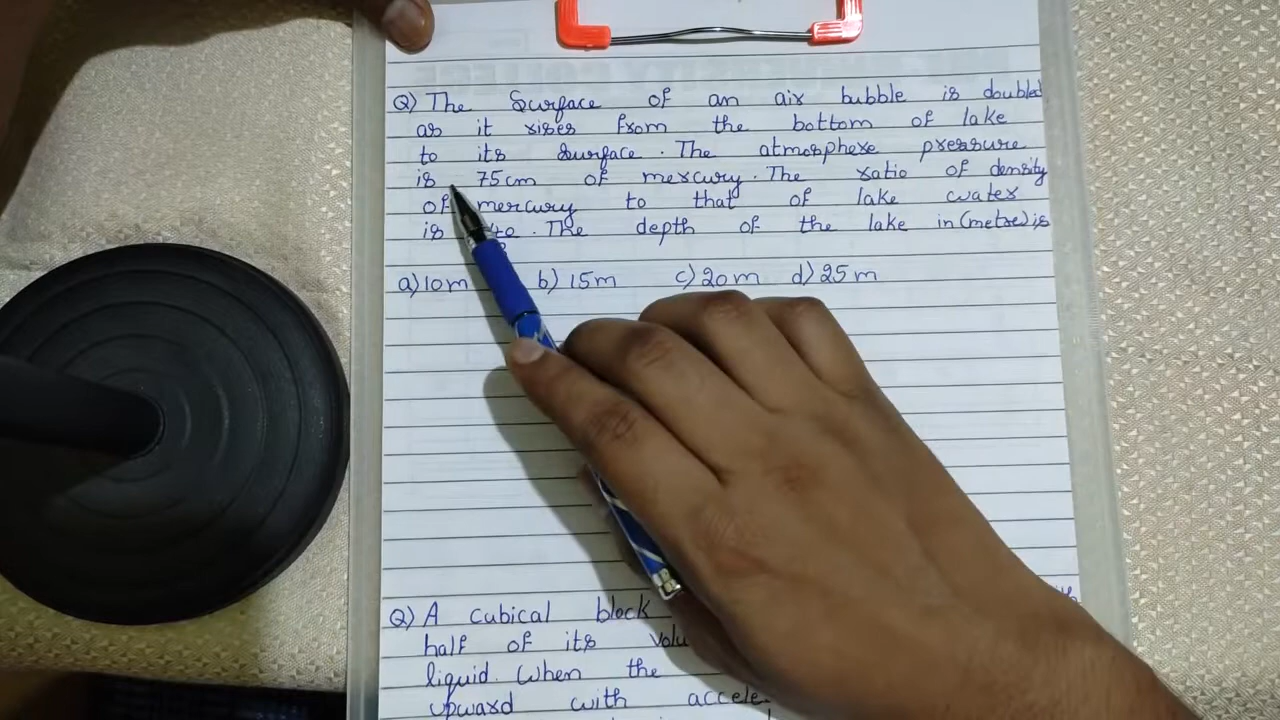 Q) The Surface of an air bubble is doubled
as it rises from the bottom of lake
to its surface. The atmosphere pressure
is 75cm of mercury. The ratio of density
of mercury to that of lake water
is 40 . The depth of the lake in (metre) is
a) 10m b) 15m c) 20m d) 25m
Q) A cubical block
half of its
liquid. When the
upward with